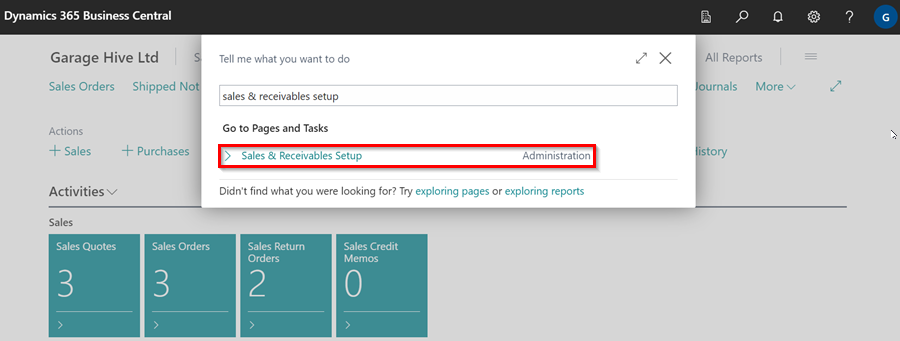 Dynamics 365 Business Central
G
Tell me what you want to do
Garage Hive Ltd
All Reports
Sales Orders Shipped Not Journals More
sales & receivables setup
Go to Pages and Tasks
Actions
+ Sales + Purchases History
Sales & Receivables Setup Administration
Didn't find what you were looking for? Try exploring pages or exploring reports
Activities
Sales
Sales Quotes
3
Sales Orders
3
Sales Return
Orders
2
Sales Credit
Memos
0